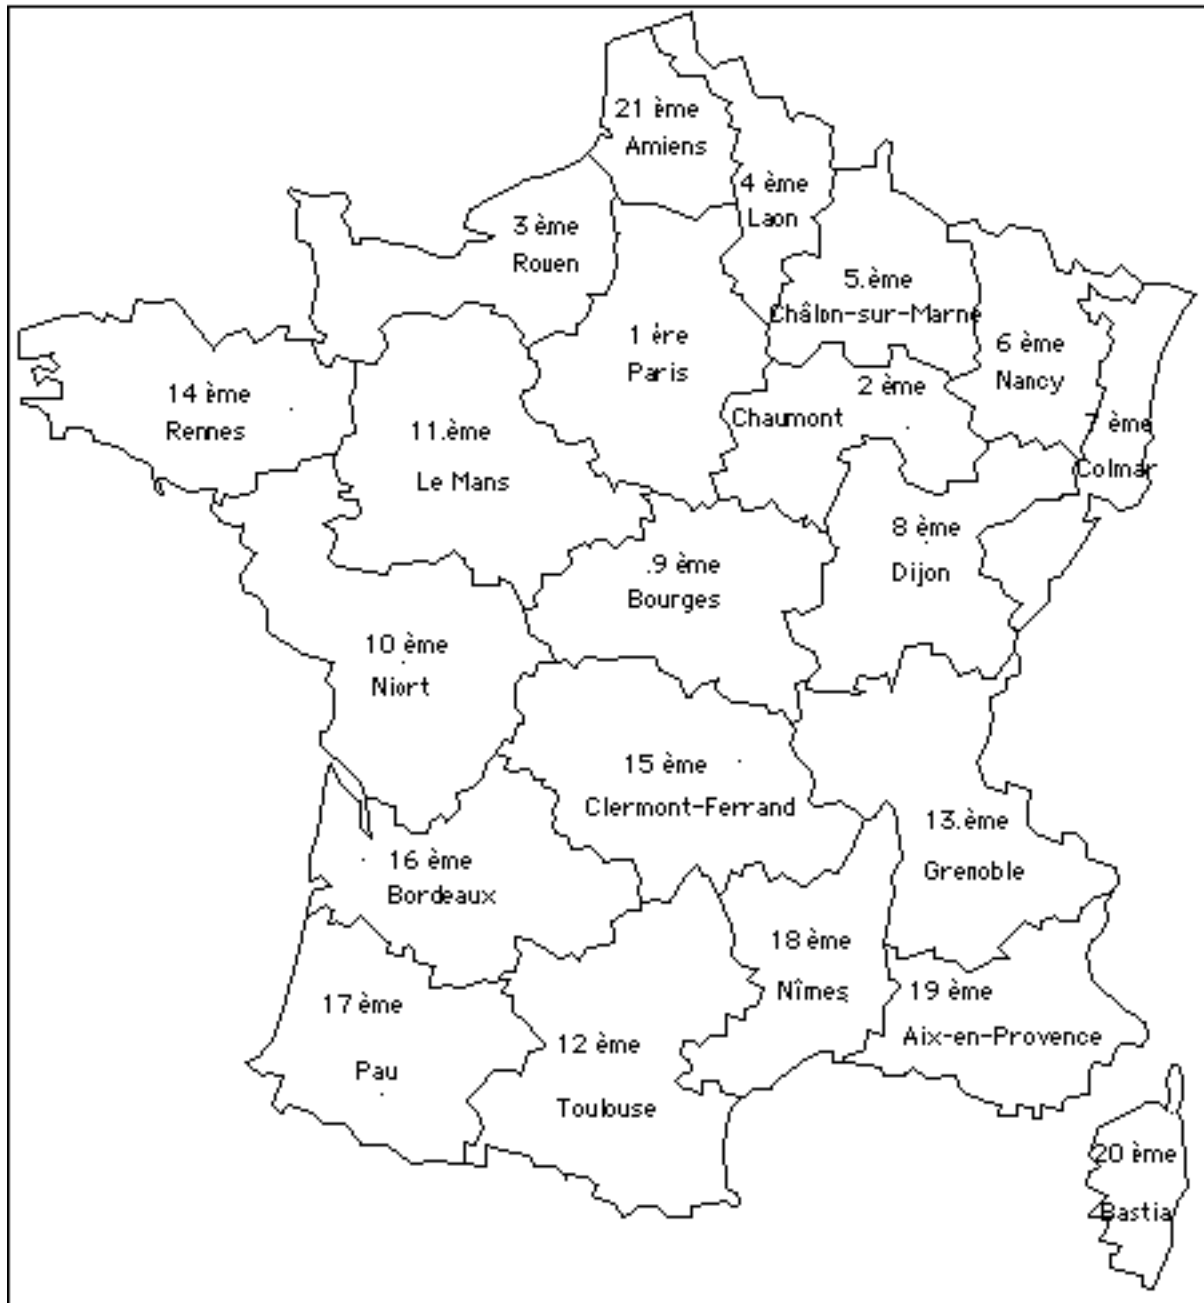 21 ème
Amiens
4 ème
Laon
3 ème
Rouen
5.ème
Châlon-sur-Marne
1 ère
Paris
6 ème
Nancy
2 ème
Chaumont
14 ème
Rennes
11.ème
Le Mans
7 ème
Colmar
8 ème
Dijon
.9 ème
Bourges
10 ème
Niort
15 ème
Clermont-Ferrand
13.ème
Grenoble
16 ème
Bordeaux
18 ème
Nîmes
19 ème
Aix-en-Provence
17 ème
Pau
12 ème
Toulouse
20 ème
Bastia